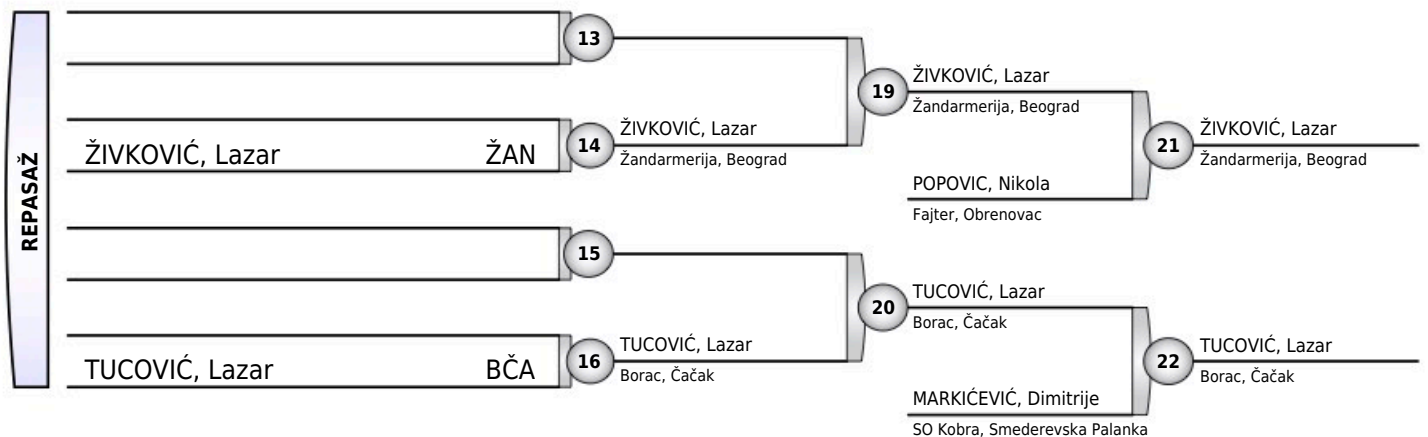 REPASAŽ
13
ŽIVKOVIĆ, Lazar ŽAN
14
ŽIVKOVIĆ, Lazar
Žandarmerija, Beograd
19
ŽIVKOVIĆ, Lazar
Žandarmerija, Beograd
POPOVIC, Nikola
Fajter, Obrenovac
21
ŽIVKOVIĆ, Lazar
Žandarmerija, Beograd
15
TUCOVIĆ, Lazar BČA
16
TUCOVIĆ, Lazar
Borac, Čačak
20
TUCOVIĆ, Lazar
Borac, Čačak
MARKIĆEVIĆ, Dimitrije
SO Kobra, Smederevska Palanka
22
TUCOVIĆ, Lazar
Borac, Čačak